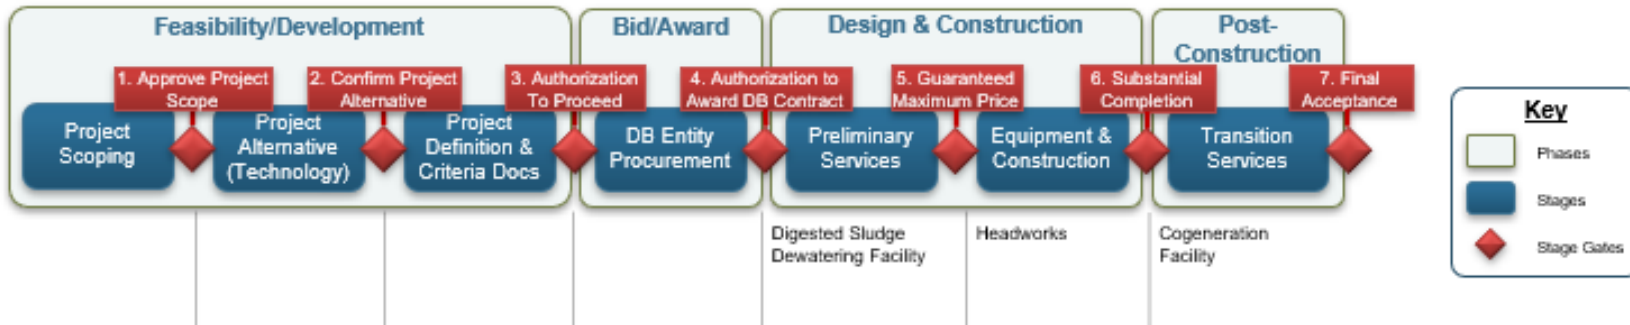 Feasibility/Development
Bid/Award
Design & Construction
Post-
Construction
1. Approve Project
Scope
2. Confirm Project
Alternative
3. Authorization
To Proceed
4. Authorization to
Award DB Contract
5. Guaranteed
Maximum Price
6. Substantial
Completion
7. Final
Acceptance
Project
Scoping
Project
Alternative
(Technology)
Project
Definition &
Criteria Docs
DB Entity
Procurement
Preliminary
Services
Equipment &
Construction
Transition
Services
Digested Sludge
Dewatering Facility
Headworks
Cogeneration
Facility
Key
Phases
Stages
Stage Gates